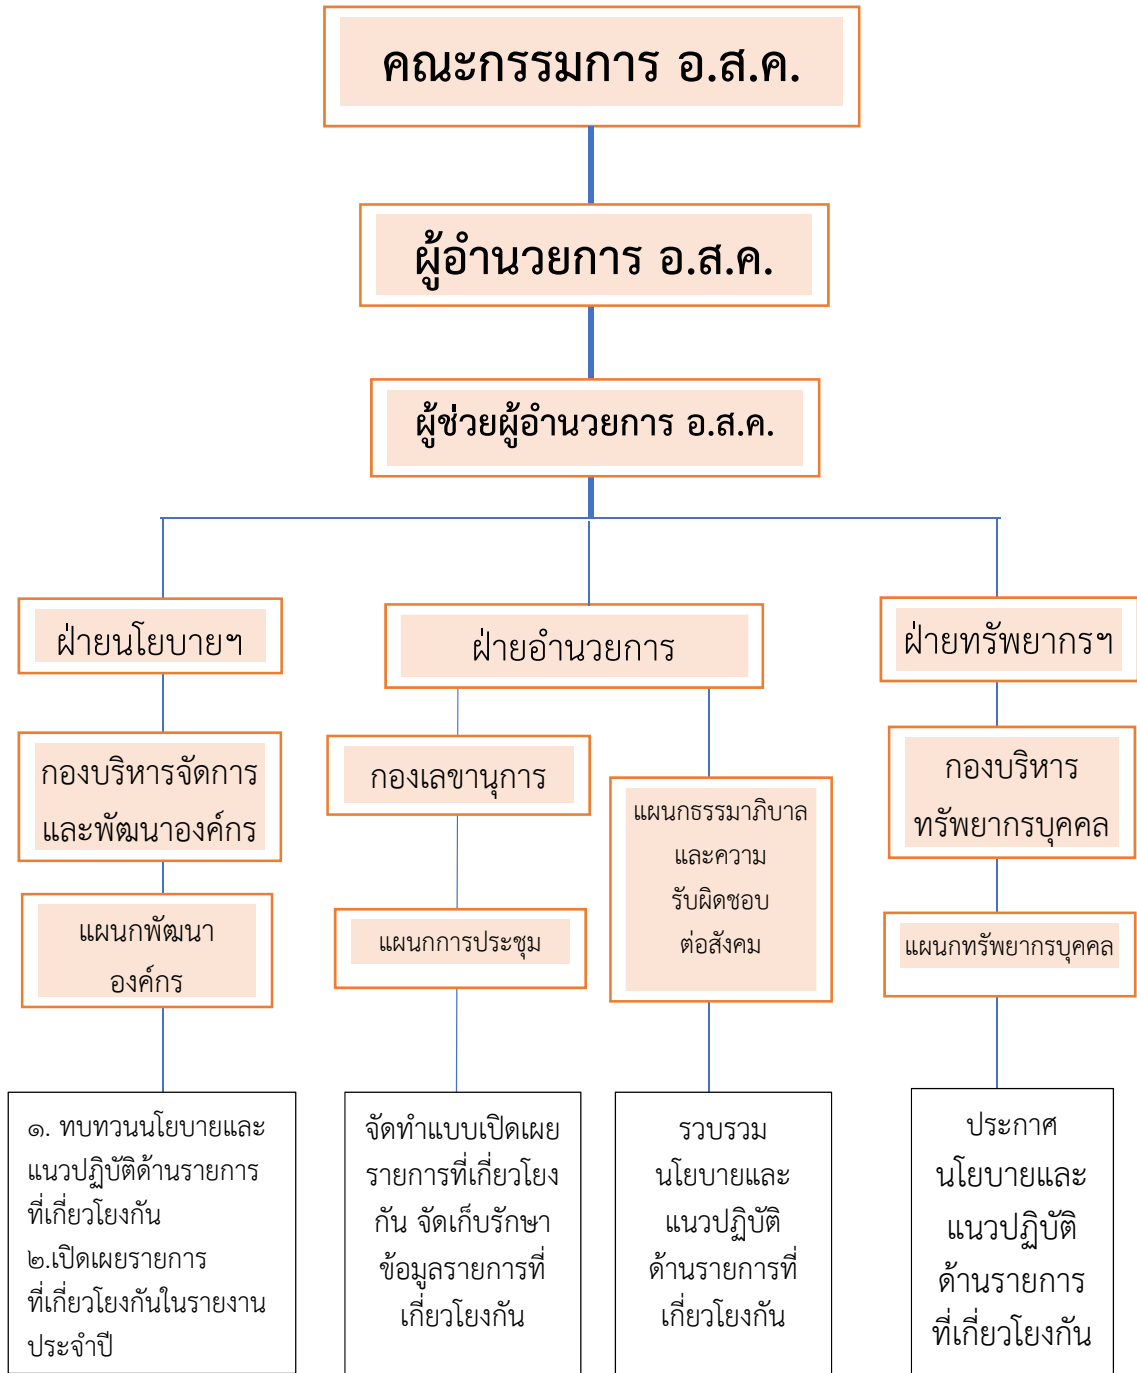 คณะกรรมการ อ.ส.ค.
ผู้อำนวยการ อ.ส.ค.
ผู้ช่วยผู้อำนวยการ อ.ส.ค.
ฝ่ายนโยบายฯ
กองบริหารจัดการ
และพัฒนาองค์กร
แผนกพัฒนา
องค์กร
๑. ทบทวนนโยบายและ
แนวปฏิบัติด้านรายการ
ที่เกี่ยวโยงกัน
๒.เปิดเผยรายการ
ที่เกี่ยวโยงกันในรายงาน
ประจำปี
ฝ่ายอำนวยการ
กองเลขานุการ
แผนกการประชุม
จัดทำแบบเปิดเผย
รายการที่เกี่ยวโยง
กัน จัดเก็บรักษา
ข้อมูลรายการที่
เกี่ยวโยงกัน
แผนกธรรมาภิบาล
และความ
รับผิดชอบ
ต่อสังคม
รวบรวม
นโยบายและ
แนวปฏิบัติ
ด้านรายการที่
เกี่ยวโยงกัน
ฝ่ายทรัพยากรฯ
กองบริหาร
ทรัพยากรบุคคล
แผนกทรัพยากรบุคคล
ประกาศ
นโยบายและ
แนวปฏิบัติ
ด้านรายการ
ที่เกี่ยวโยงกัน